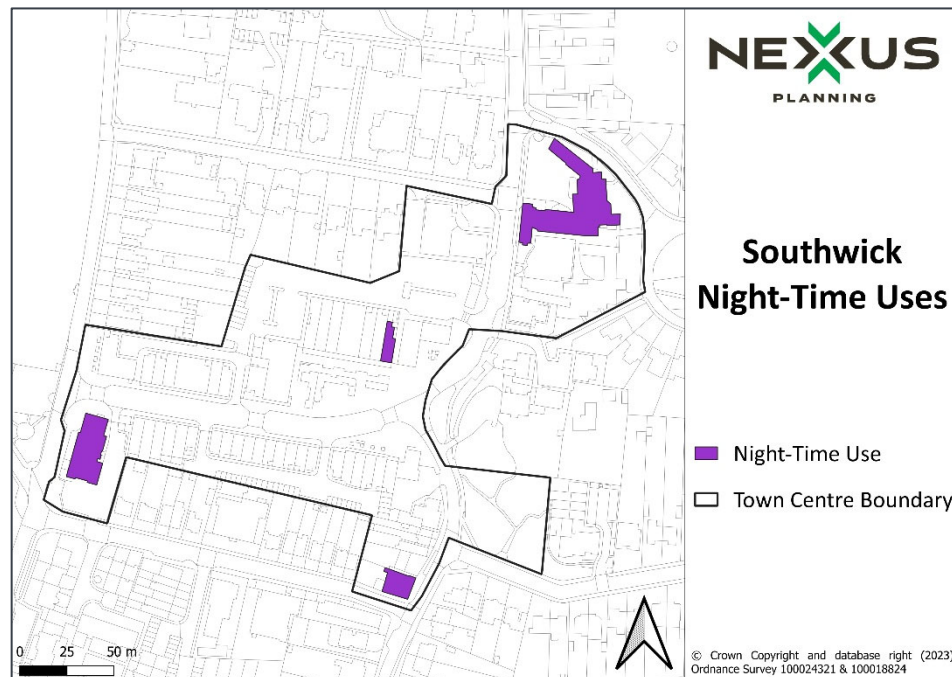 NEXUS
PLANNING
Southwick
Night-Time Uses
Night-Time Use
Town Centre Boundary
0 25 50 m
© Crown Copyright and database right (2023)
Ordnance Survey 100024321 & 100018824